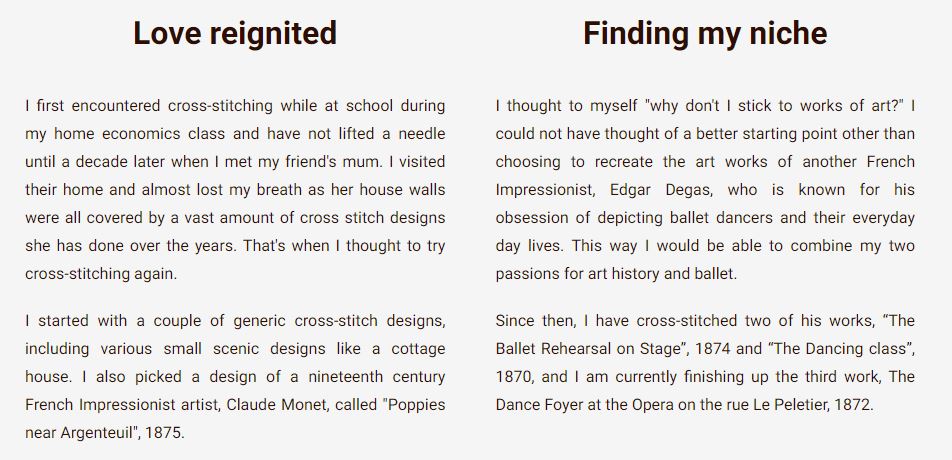 Love reignited
I first encountered cross-stitching while at school during
my home economics class and have not lifted a needle
until a decade later when I met my friend's mum. I visited
their home and almost lost my breath as her house walls
were all covered by a vast amount of cross stitch designs
she has done over the years. That's when I thought to try
cross-stitching again.
I started with a couple of generic cross-stitch designs,
including various small scenic designs like a cottage
house. I also picked a design of a nineteenth century
French Impressionist artist, Claude Monet, called "Poppies
near Argenteuil", 1875.
Finding my niche
I thought to myself "why don't I stick to works of art?" I
could not have thought of a better starting point other than
choosing to recreate the art works of another French
Impressionist, Edgar Degas, who is known for his
obsession of depicting ballet dancers and their everyday
day lives. This way I would be able to combine my two
passions for art history and ballet.
Since then, I have cross-stitched two of his works, “The
Ballet Rehearsal on Stage”, 1874 and “The Dancing class”,
1870, and I am currently finishing up the third work, The
Dance Foyer at the Opera on the rue Le Peletier, 1872.